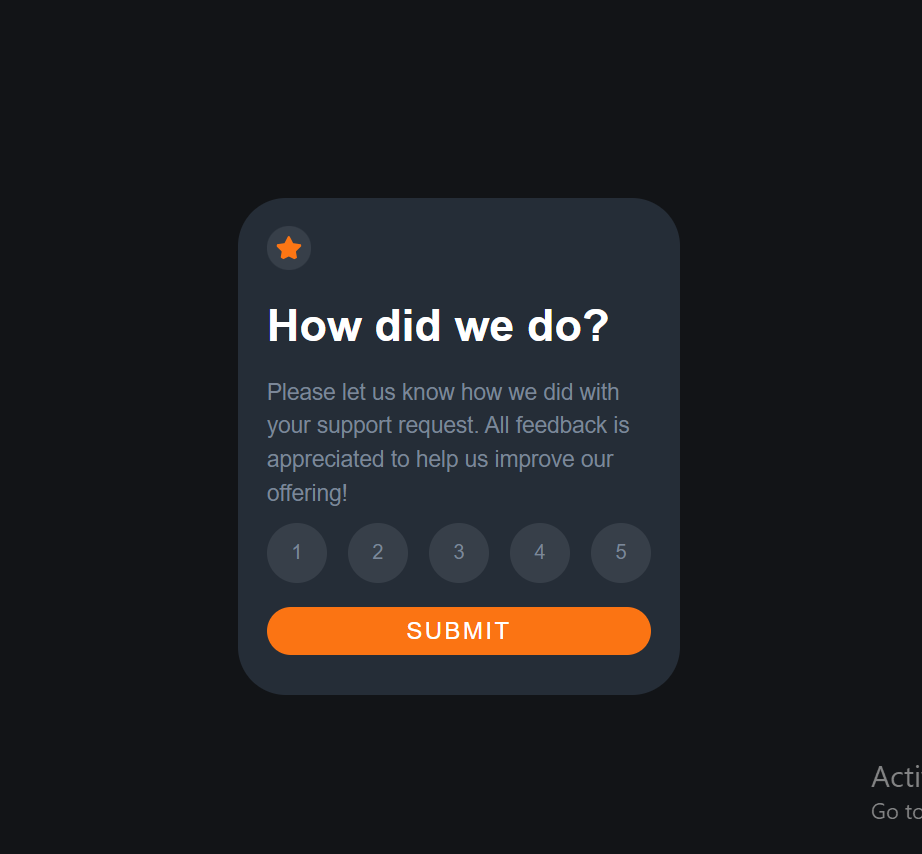 How did we do?
Please let us know how we did with
your support request. All feedback is
appreciated to help us improve our
offering!
1 2 3 4 5
SUBMIT
Acti
Go to